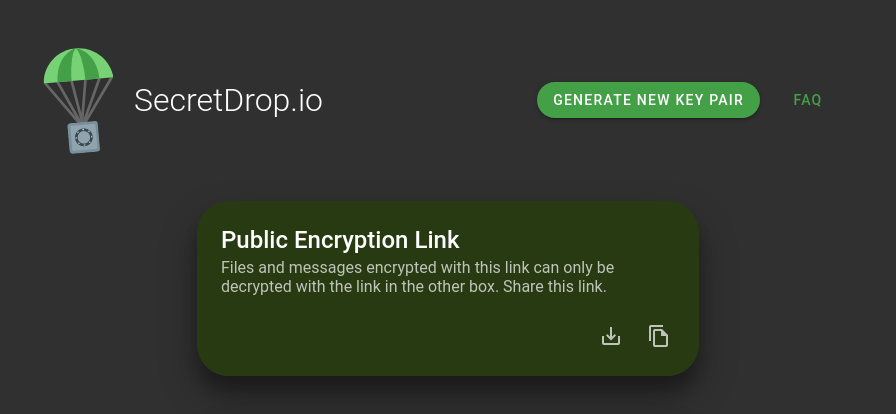 SecretDrop.io
GENERATE NEW KEY PAIR
FAQ
Public Encryption Link
Files and messages encrypted with this link can only be
decrypted with the link in the other box. Share this link.